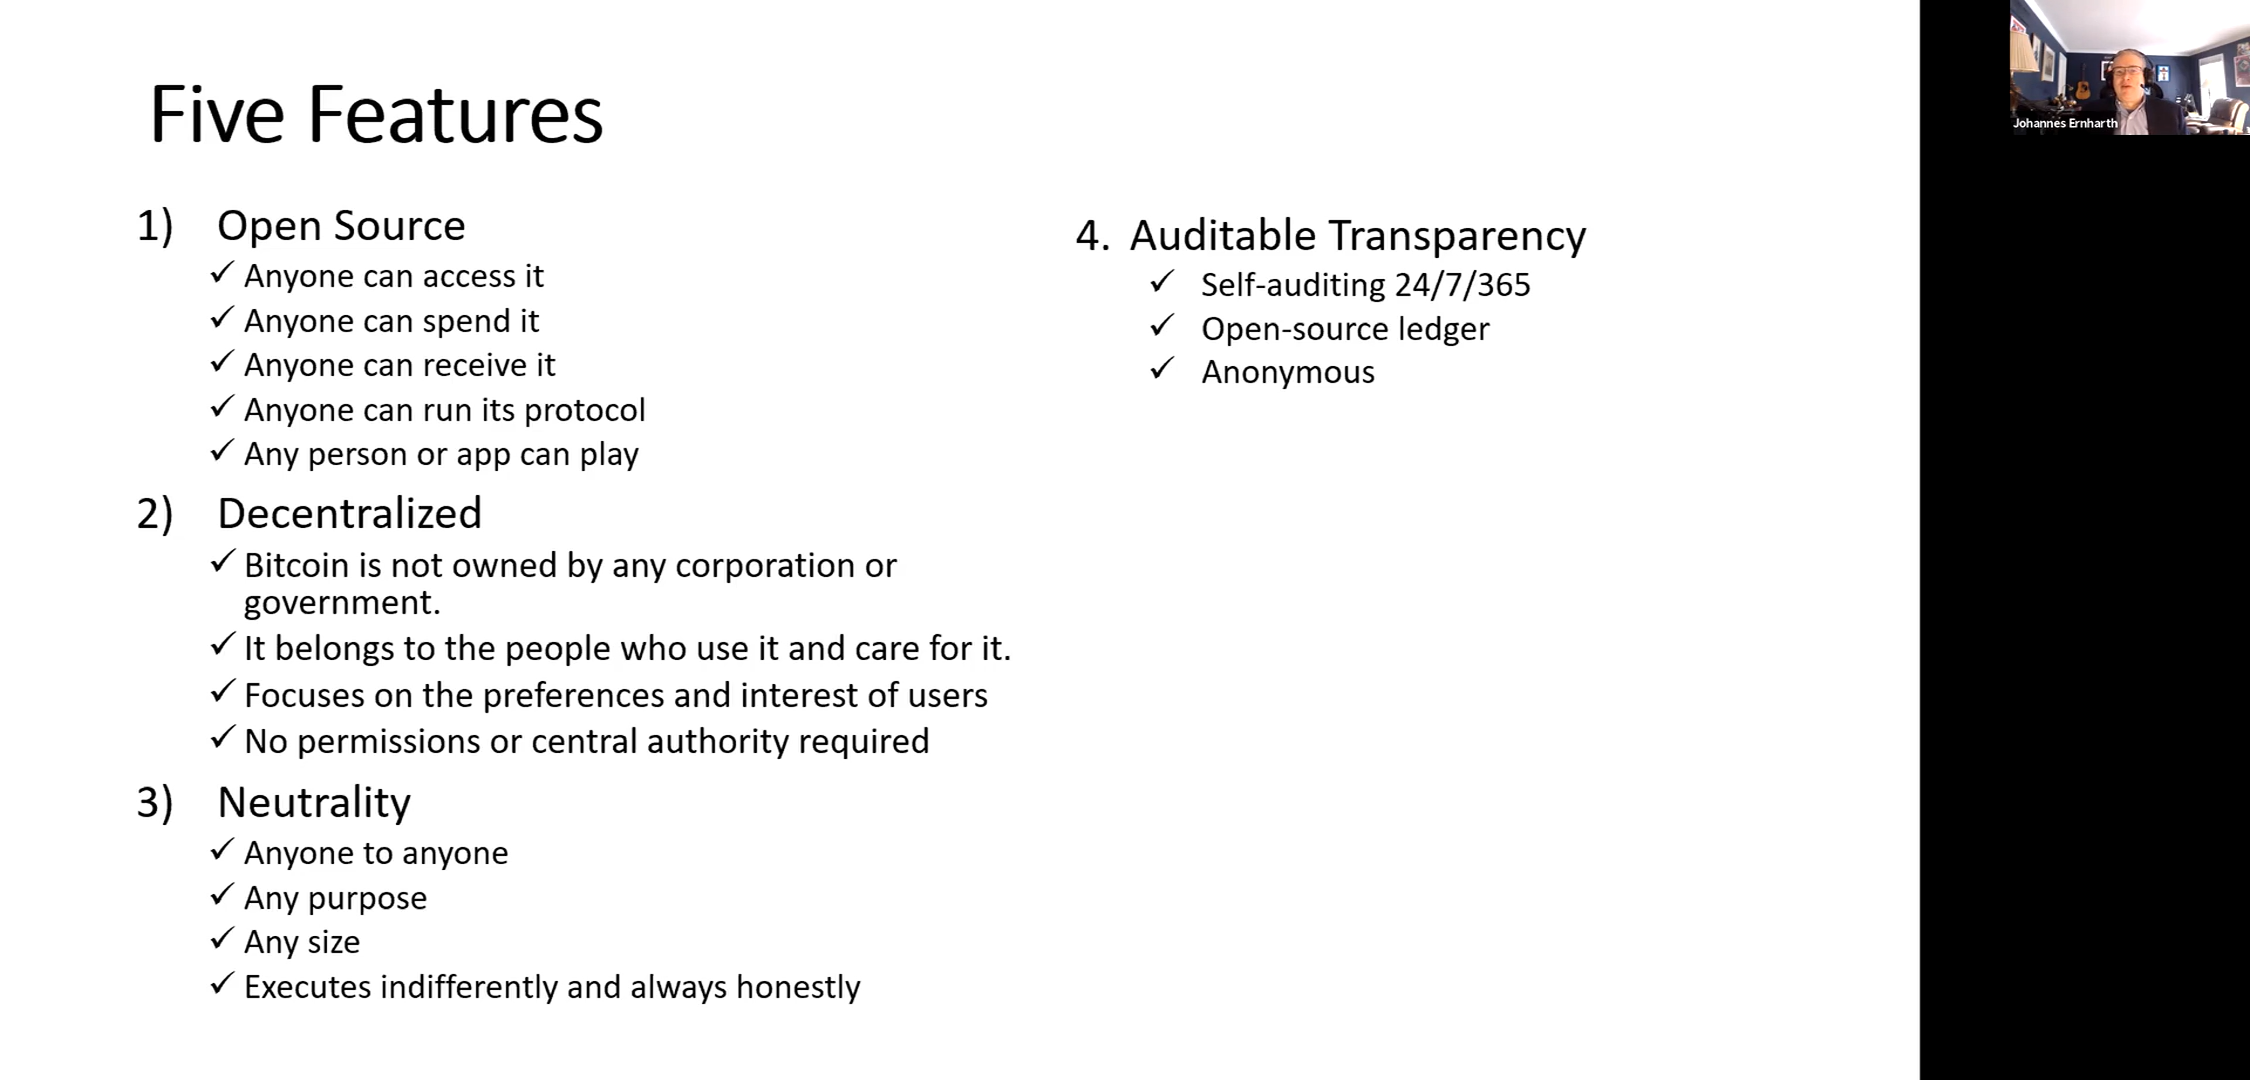 Five Features
1) Open Source
✓ Anyone can access it
✓ Anyone can spend it
✓ Anyone can receive it
✓ Anyone can run its protocol
✓ Any person or app can play
2) Decentralized
✓ Bitcoin is not owned by any corporation or
government.
✓ It belongs to the people who use it and care for it.
✓ Focuses on the preferences and interest of users
✓ No permissions or central authority required
3) Neutrality
✓ Anyone to anyone
✓ Any purpose
✓ Any size
✓ Executes indifferently and always honestly
4. Auditable Transparency
✓ Self-auditing 24/7/365
✓ Open-source ledger
✓ Anonymous
Johannes Ernharth